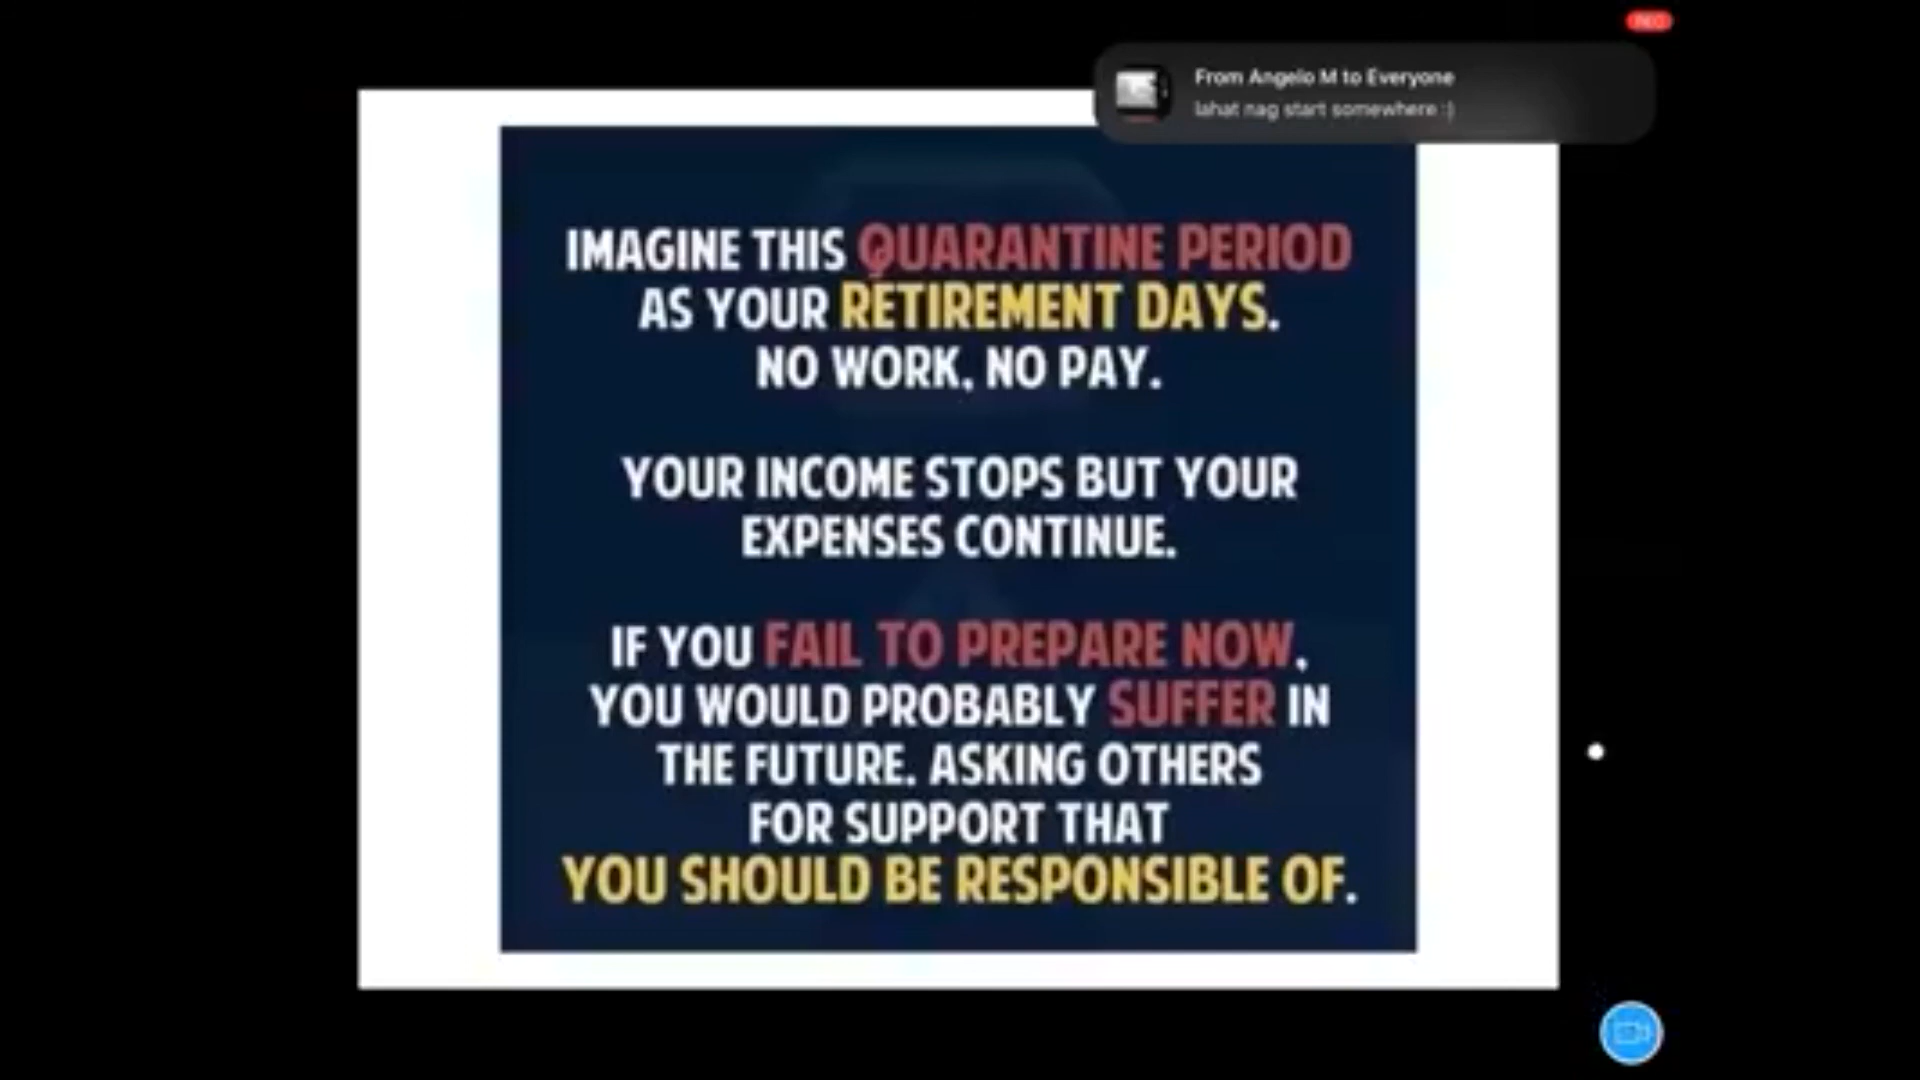 REC
From Angelo M to Everyone
lahat nag start somewhere :)
IMAGINE THIS QUARANTINE PERIOD
AS YOUR RETIREMENT DAYS.
NO WORK, NO PAY.
YOUR INCOME STOPS BUT YOUR
EXPENSES CONTINUE.
IF YOU FAIL TO PREPARE NOW,
YOU WOULD PROBABLY SUFFER IN
THE FUTURE. ASKING OTHERS
FOR SUPPORT THAT
YOU SHOULD BE RESPONSIBLE OF.